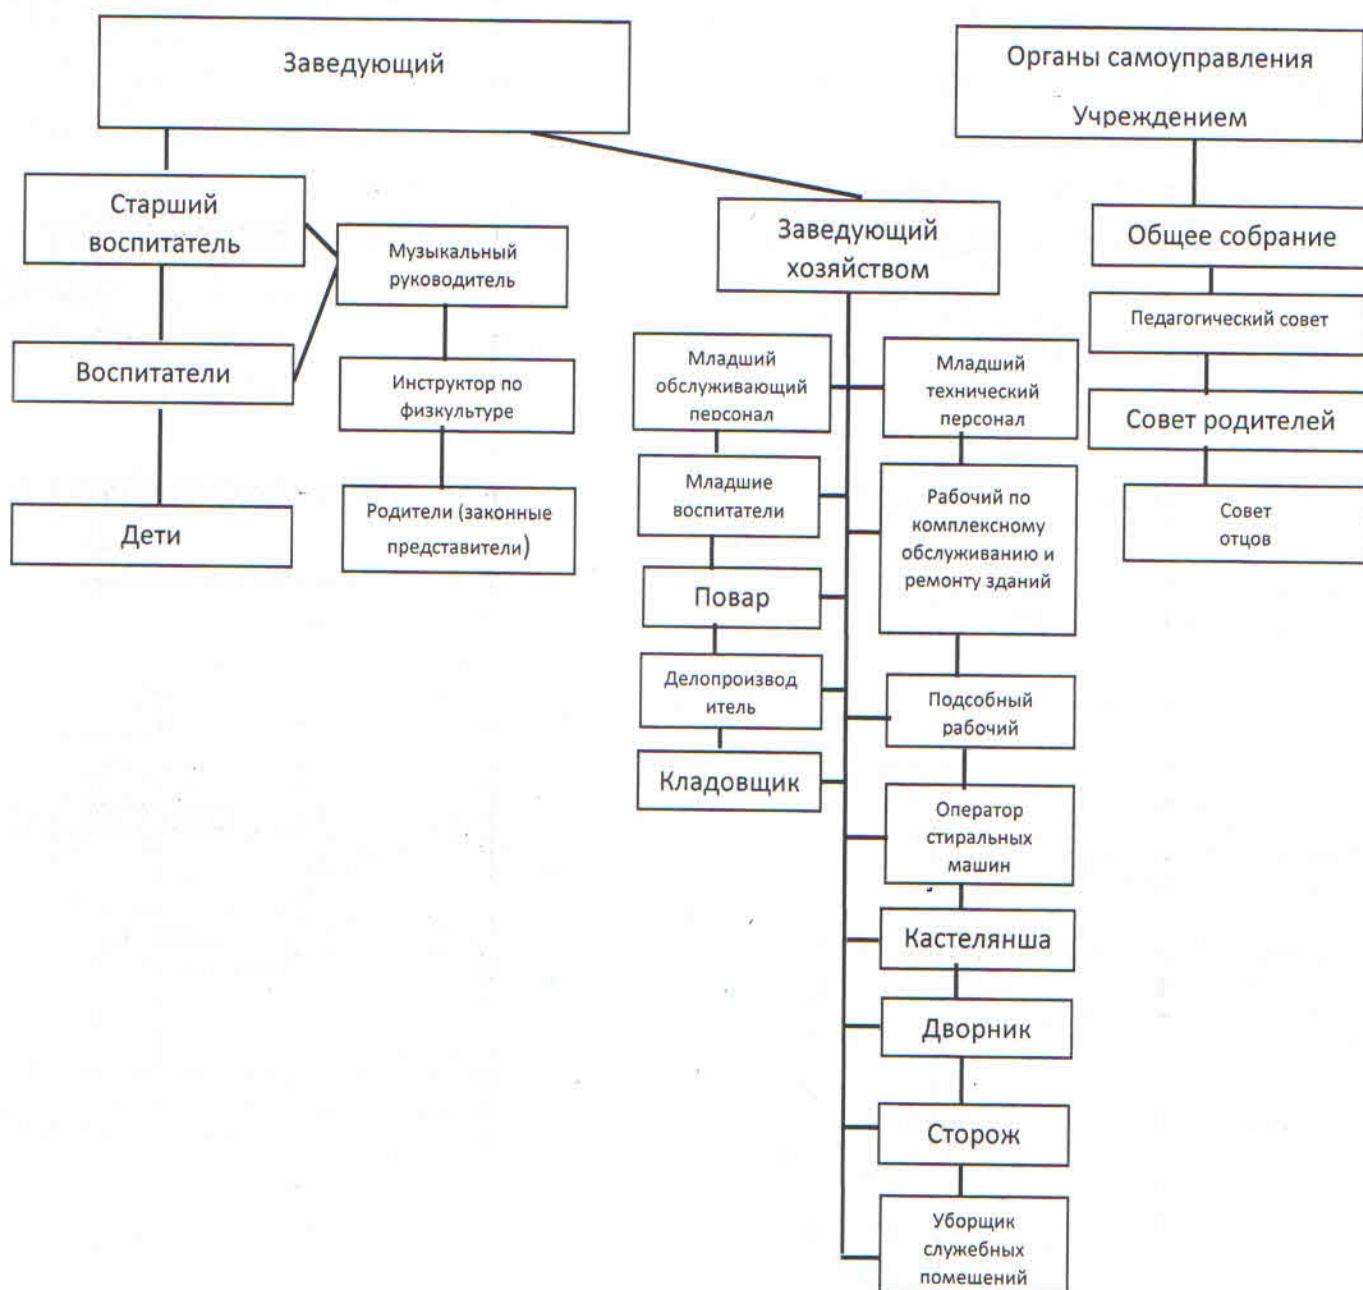 Заведующий
Органы самоуправления
Учреждением
Старший
воспитатель
Музыкальный
руководитель
Воспитатели
Инструктор по
физкультуре
Дети
Родители (законные
представители)
Заведующий
хозяйством
Младший
обслуживающий
персонал
Младшие
воспитатели
Повар
Делопроизвод
итель
Кладовщик
Младший
технический
персонал
Рабочий по
комплексному
обслуживанию и
ремонту зданий
Подсобный
рабочий
Оператор
стиральных
машин
Кастелянша
Дворник
Сторож
Уборщик
служебных
помещений
Общее собрание
Педагогический совет
Совет родителей
Совет
отцов